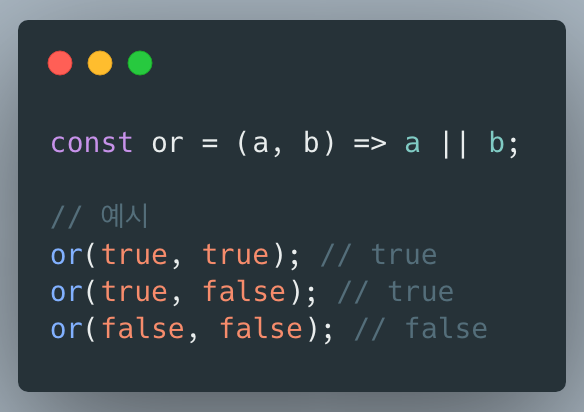 const or = (a, b) => a || b;
// 예시
or(true, true); // true
or(true, false); // true
or(false, false); // false